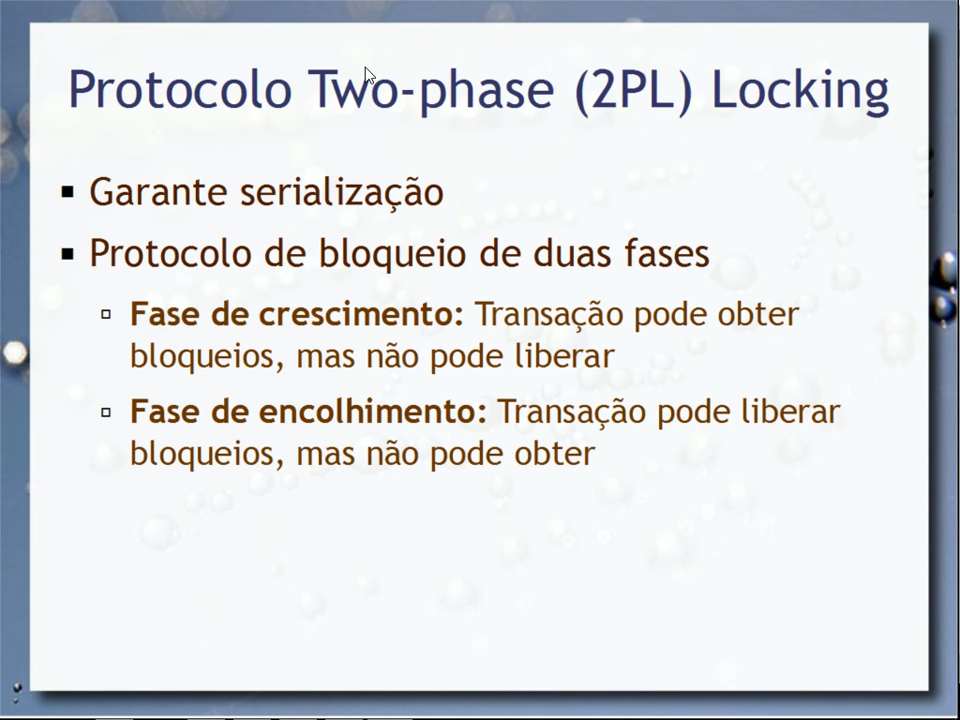 Protocolo Two-phase (2PL) Locking
Garante serialização
Protocolo de bloqueio de duas fases
Fase de crescimento: Transação pode obter
bloqueios, mas não pode liberar
Fase de encolhimento: Transação pode liberar
bloqueios, mas não pode obter